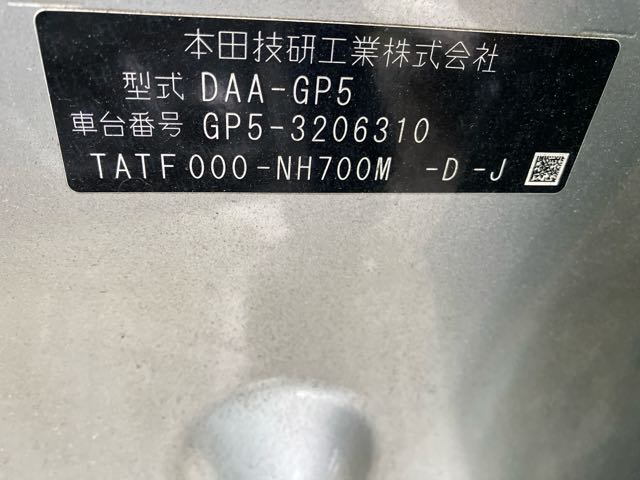 本田技研工業株式会社
型式 DAA-GP5
車台番号 GP5-3206310
TATF000-NH700M -D-J